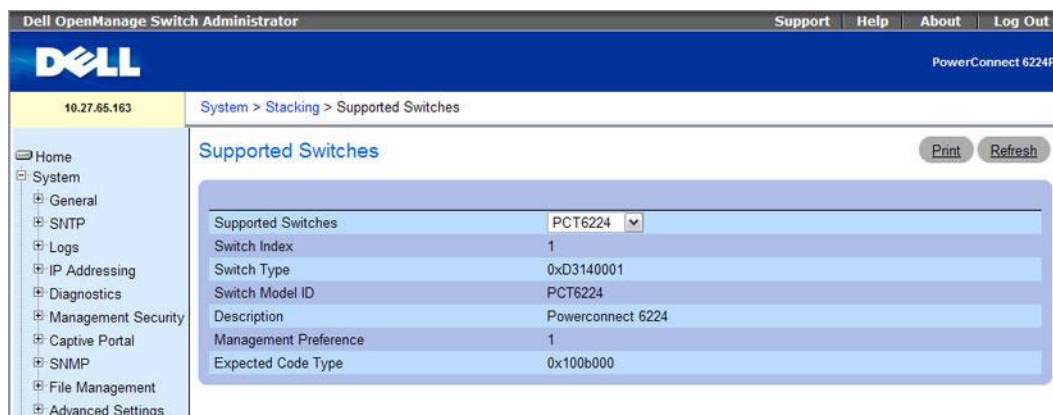 Dell OpenManage Switch Administrator Support Help About Log Out
DELL
PowerConnect 6224P
10.27.65.163
System > Stacking > Supported Switches
Home
System
General
SNTP
Logs
IP Addressing
Diagnostics
Management Security
Captive Portal
SNMP
File Management
Advanced Settings
Supported Switches
Print Refresh
Supported Switches PCT6224
Switch Index 1
Switch Type 0xD3140001
Switch Model ID PCT6224
Description Powerconnect 6224
Management Preference 1
Expected Code Type 0x100b000